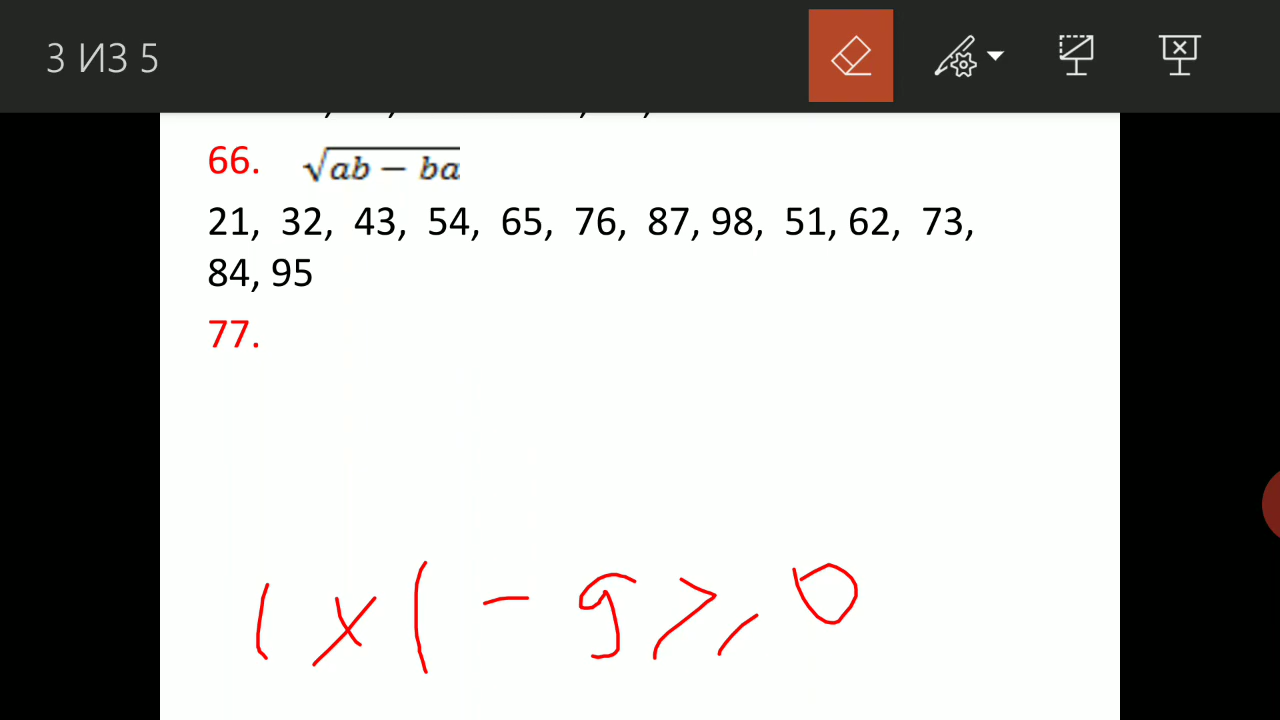 3 ИЗ 5
66. √ab − ba
21, 32, 43, 54, 65, 76, 87, 98, 51, 62, 73,
84, 95
77.
|x| - 9 ⩾ 0